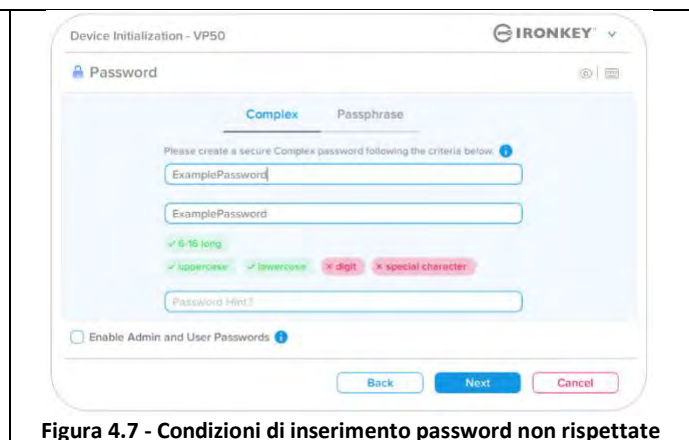 Device Initialization - VP50
IRONKEY
Password
Complex Passphrase
Please create a secure Complex password following the criteria below.
ExamplePassword
ExamplePassword
✓ 6-16 long
✓ uppercase ✓ lowercase × digit × special character
Password Hint?
Enable Admin and User Passwords
Back Next Cancel
Figura 4.7 - Condizioni di inserimento password non rispettate